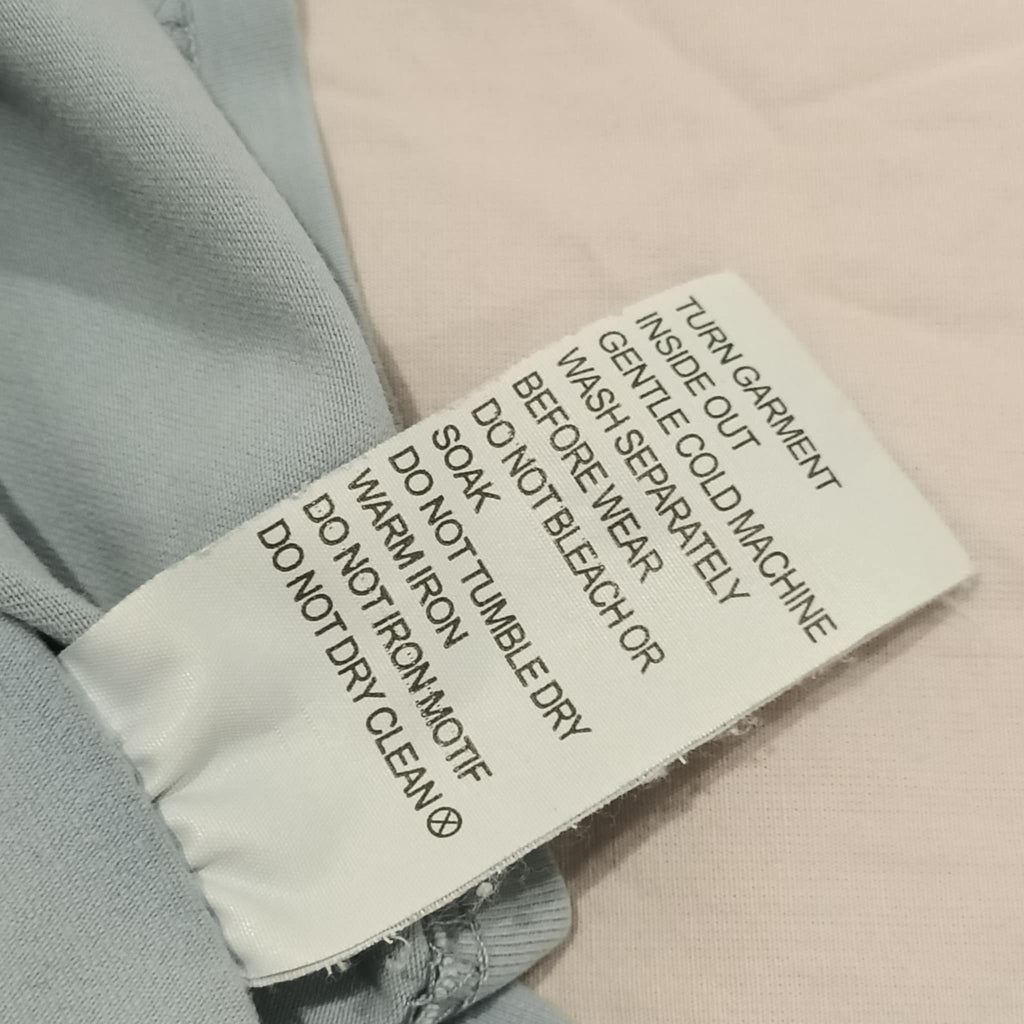 TURN GARMENT
INSIDE OUT
GENTLE COLD MACHINE
WASH SEPARATELY
BEFORE WEAR
DO NOT BLEACH OR
SOAK
DO NOT TUMBLE DRY
WARM IRON
DO NOT IRON MOTIF
DO NOT DRY CLEAN